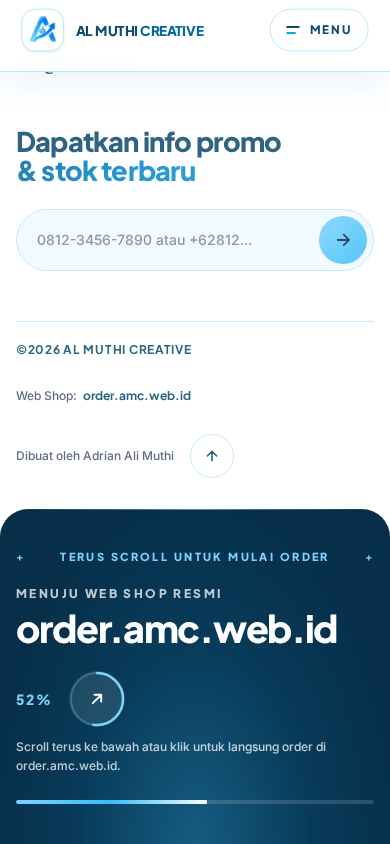 AL MUTHI CREATIVE
MENU
Dapatkan info promo
& stok terbaru
0812-3456-7890 atau +62812...
©2026 AL MUTHI CREATIVE
Web Shop: order.amc.web.id
Dibuat oleh Adrian Ali Muthi
+ TERUS SCROLL UNTUK MULAI ORDER +
MENUJU WEB SHOP RESMI
order.amc.web.id
52%
Scroll terus ke bawah atau klik untuk langsung order di
order.amc.web.id.